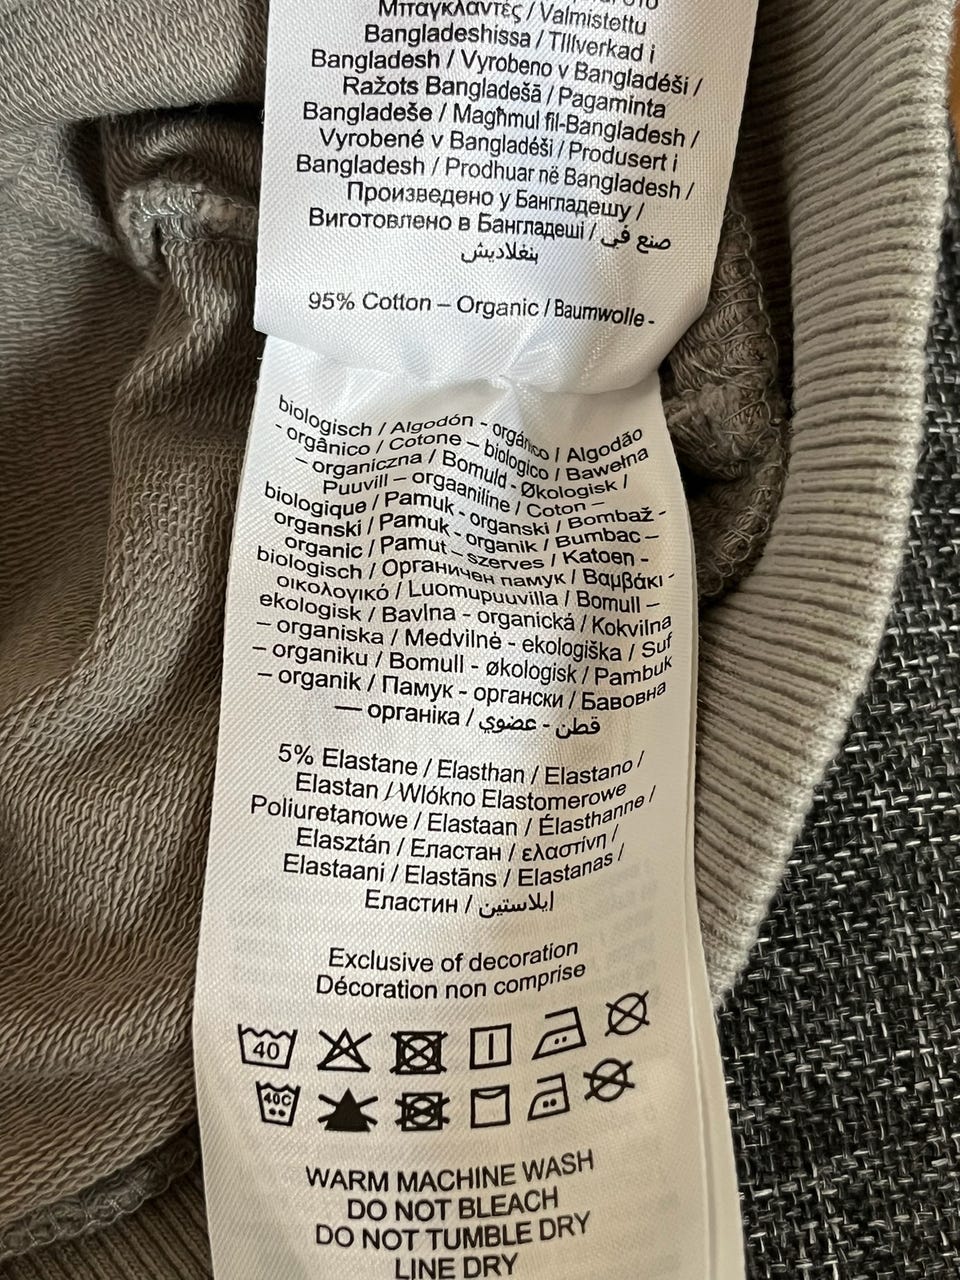 Μπαγκλαντές / Valmistettu
Bangladeshissa / TIllverkad i
Bangladesh / Vyrobeno v Bangladéši /
Ražots Bangladešā / Pagaminta
Bangladeše / Magħmul fil-Bangladesh /
Vyrobené v Bangladéši / Produsert i
Bangladesh / Prodhuar në Bangladesh /
Произведено у Бангладешу /
Виготовлено в Бангладеші / صنع في
بنغلاديش
95% Cotton – Organic / Baumwolle -
biologisch / Algodón - orgánico / Algodão
- orgânico / Cotone – biologico / Bawełna
– organiczna / Bomuld - Økologisk /
Puuvill – orgaaniline / Coton –
biologique / Pamuk - organski / Bombaž -
organski / Pamuk - organik / Bumbac –
organic / Pamut – szerves / Katoen -
biologisch / Органичен памук / Βαμβάκι -
οικολογικό / Luomupuuvilla / Bomull –
ekologisk / Bavlna - organická / Kokvilna
– organiska / Medvilnė - ekologiška / Suf
– organiku / Bomull - økologisk / Pambuk
– organik / Памук - органски / Бавовна
— органіка / قطن - عضوي
5% Elastane / Elasthan / Elastano /
Elastan / Wlókno Elastomerowe
Poliuretanowe / Elastaan / Élasthanne /
Elasztán / Еластан / ελαστίνη /
Elastaani / Elastāns / Elastanas /
Еластин / ايلاستين
Exclusive of decoration
Décoration non comprise
40
40C
WARM MACHINE WASH
DO NOT BLEACH
DO NOT TUMBLE DRY
LINE DRY